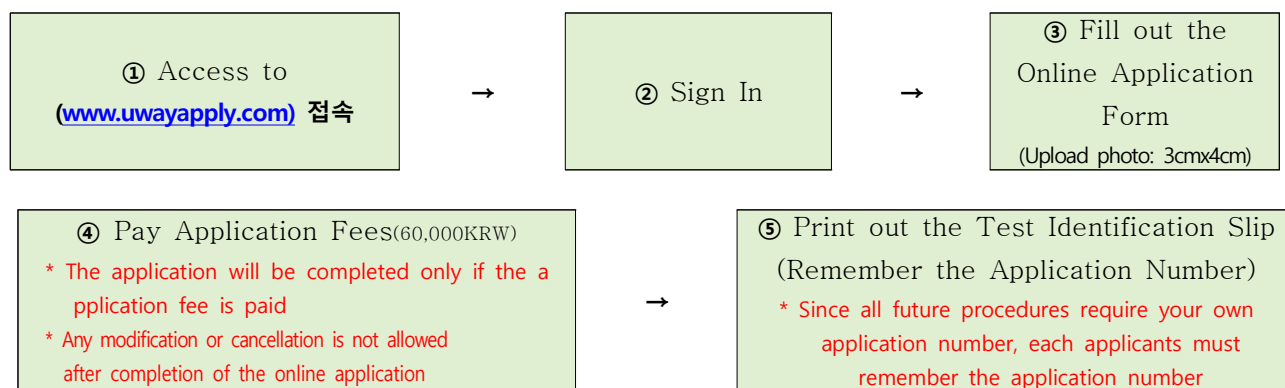 ① Access to
(www.uwayapply.com) 접속
→
② Sign In
→
③ Fill out the
Online Application
Form
(Upload photo: 3cmx4cm)
④ Pay Application Fees(60,000KRW)
* The application will be completed only if the a
pplication fee is paid
* Any modification or cancellation is not allowed
after completion of the online application
→
⑤ Print out the Test Identification Slip
(Remember the Application Number)
* Since all future procedures require your own
application number, each applicants must
remember the application number